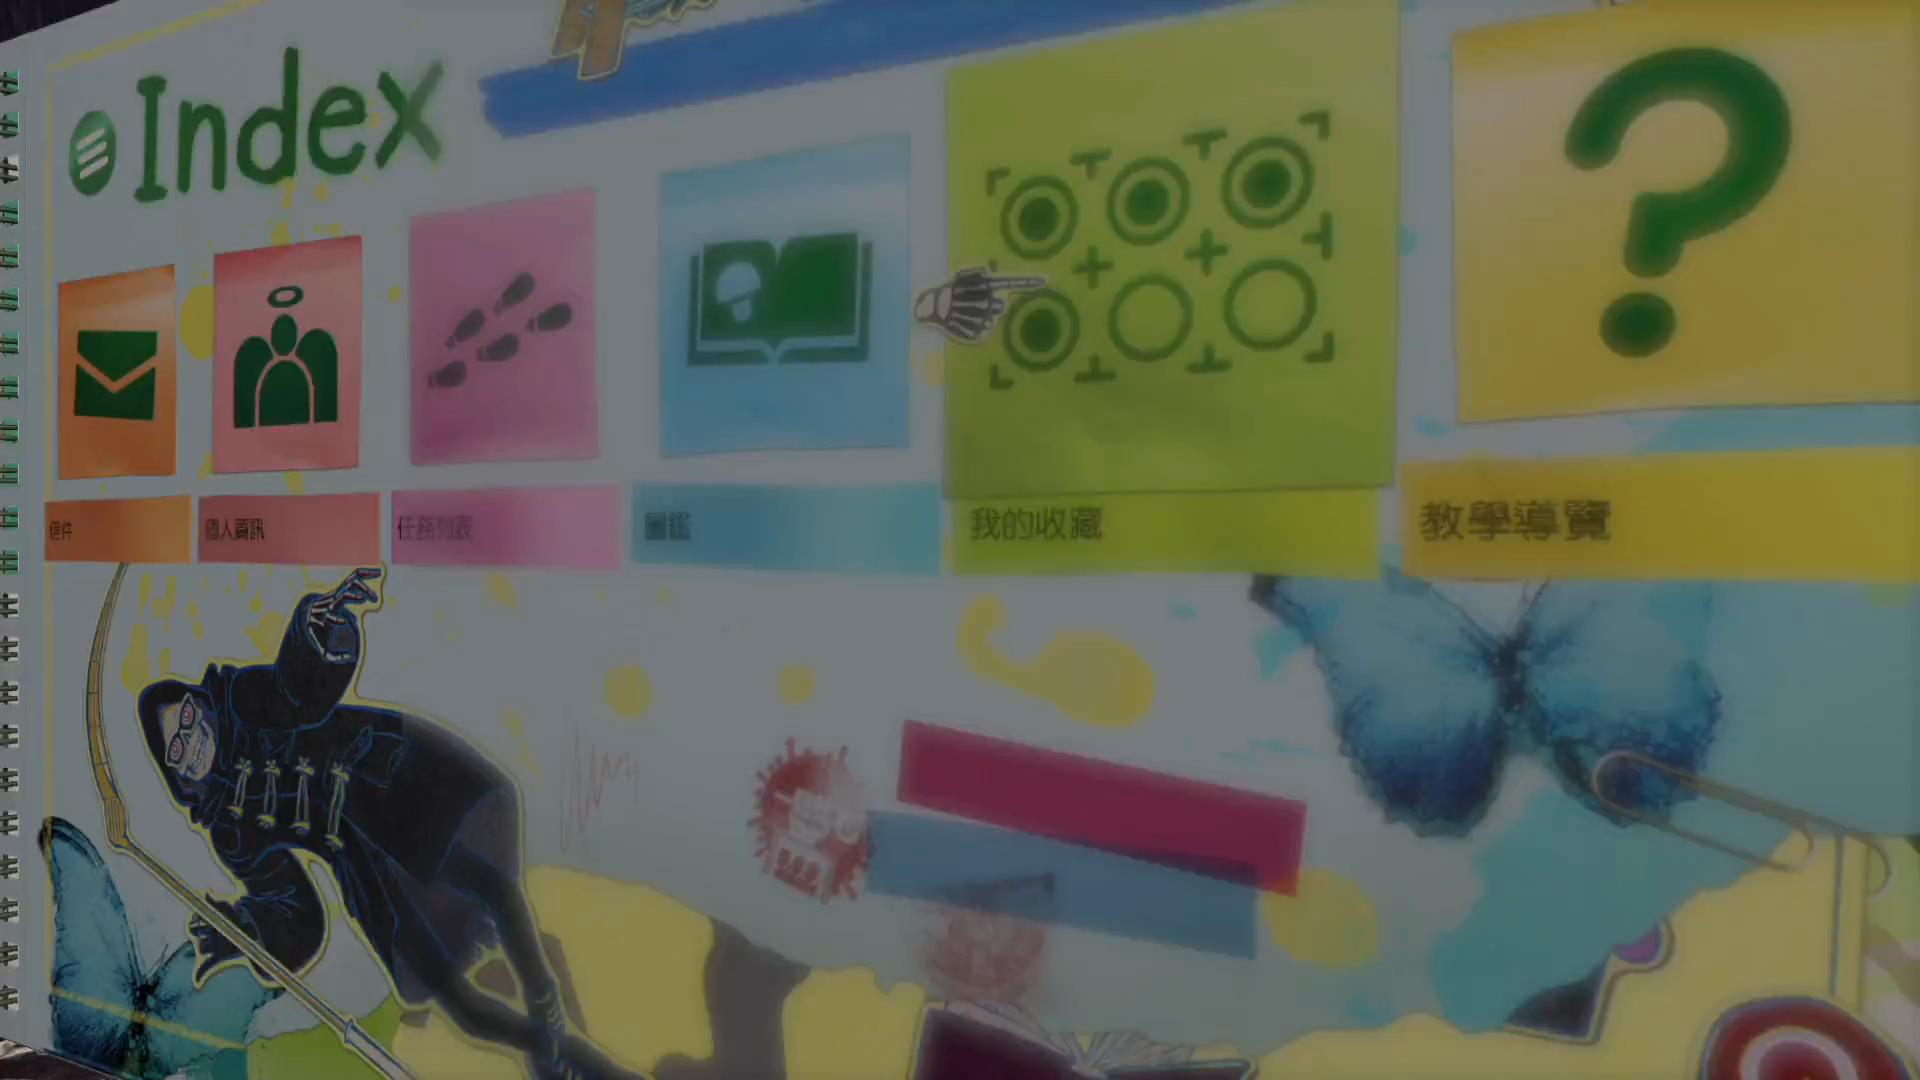 Index
信件
個人資訊
任務列表
圖鑑
我的收藏
教學導覽